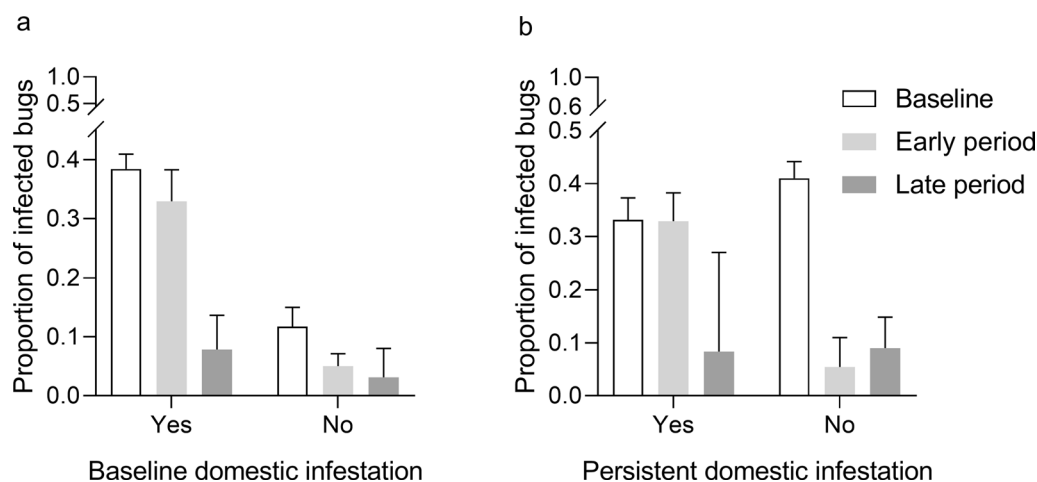 a
Proportion of infected bugs
1.0
0.5
0.4
0.3
0.2
0.1
0.0
Yes
No
Baseline domestic infestation
b
Proportion of infected bugs
1.0
0.6
0.5
0.4
0.3
0.2
0.1
0.0
Yes
No
Persistent domestic infestation
Baseline
Early period
Late period